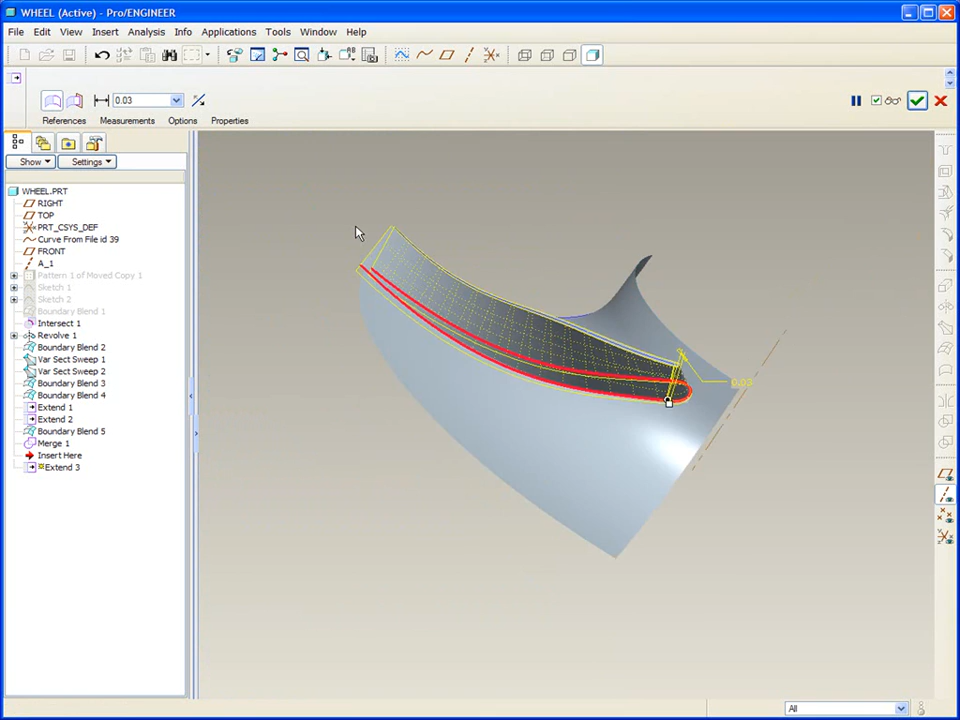 WHEEL (Active) - Pro/ENGINEER
File Edit View Insert Analysis Info Applications Tools Window Help
0.03
References Measurements Options Properties
Show Settings
WHEEL.PRT
RIGHT
TOP
PRT_CSYS_DEF
Curve From File id 39
FRONT
A_1
Pattern 1 of Moved Copy 1
Sketch 1
Sketch 2
Boundary Blend 1
Intersect 1
Revolve 1
Boundary Blend 2
Var Sect Sweep 1
Var Sect Sweep 2
Boundary Blend 3
Boundary Blend 4
Extend 1
Extend 2
Boundary Blend 5
Merge 1
Insert Here
Extend 3
0.03
All